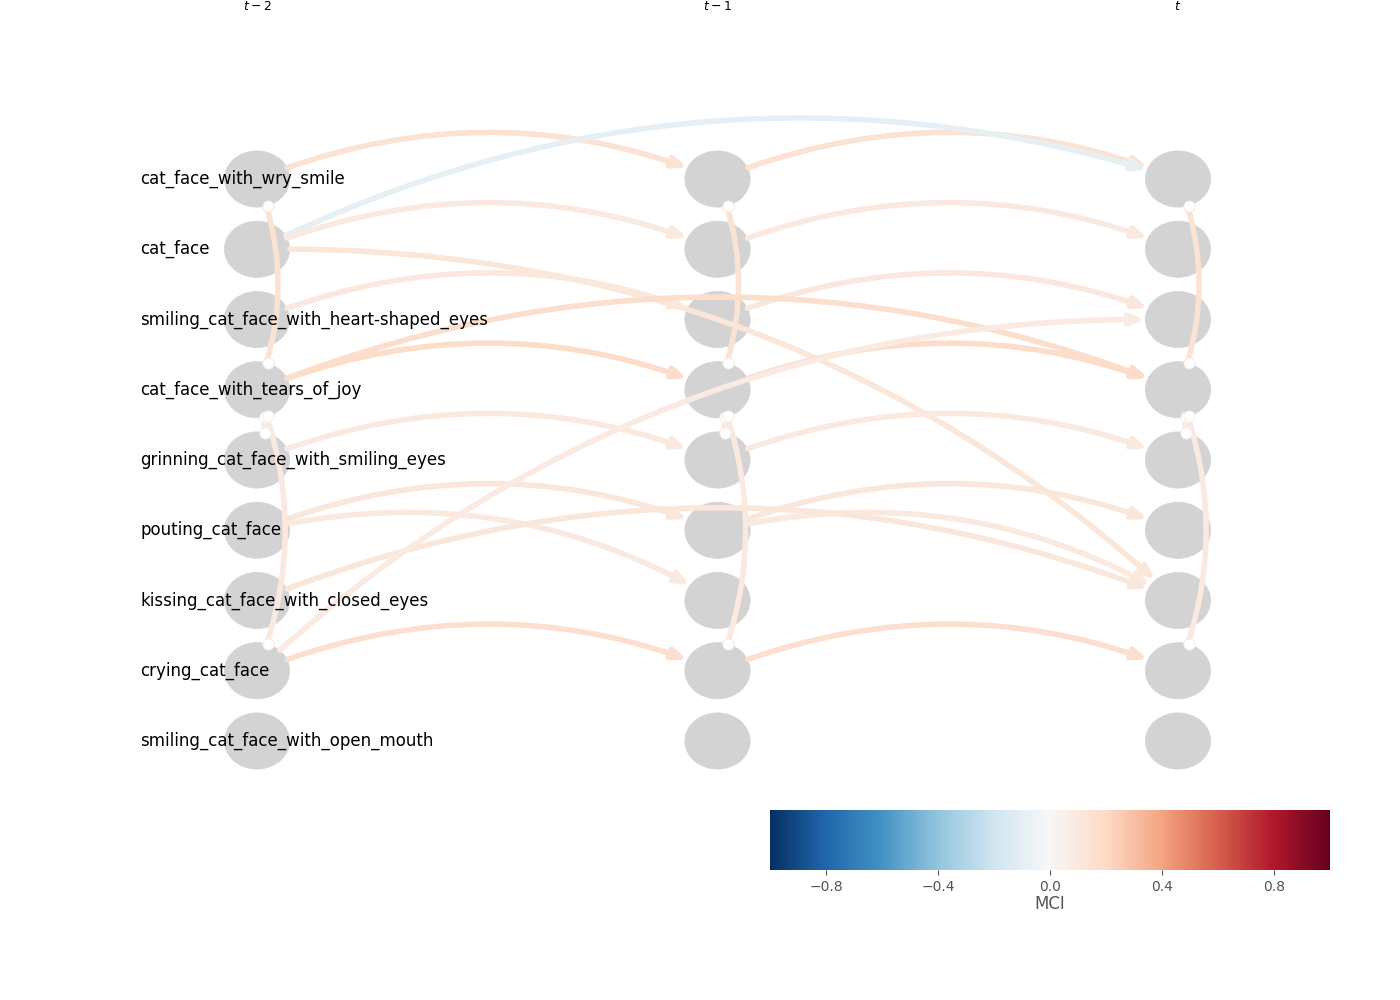 t − 2 t − 1 t
cat_face_with_wry_smile
cat_face
smiling_cat_face_with_heart-shaped_eyes
cat_face_with_tears_of_joy
grinning_cat_face_with_smiling_eyes
pouting_cat_face
kissing_cat_face_with_closed_eyes
crying_cat_face
smiling_cat_face_with_open_mouth
−0.8 −0.4 0.0 0.4 0.8
MCI